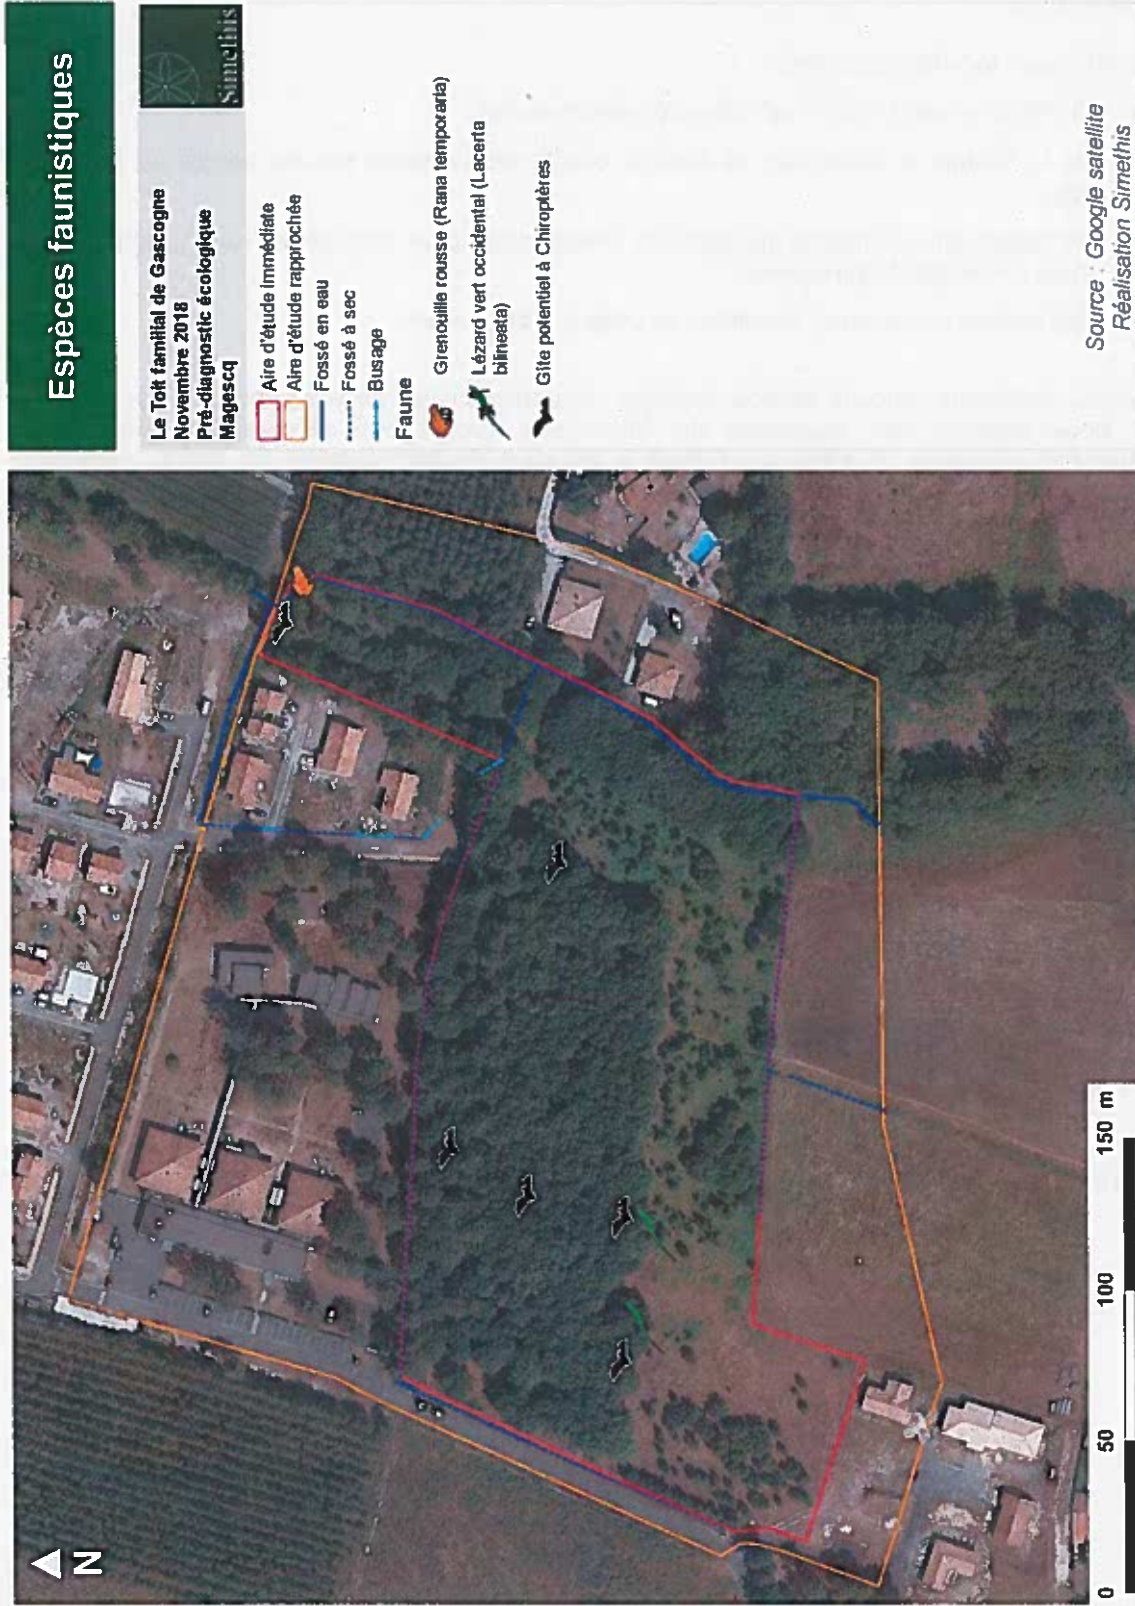 Espèces faunistiques
Simethis
Le Toit familial de Gascogne
Novembre 2018
Pré-diagnostic écologique
Magescq
Aire d'étude immédiate
Aire d'étude rapprochée
Fossé en eau
Fossé à sec
Busage
Faune
Grenouille rousse (Rana temporaria)
Lézard vert occidental (Lacerta
bilineata)
Gîte potentiel à Chiroptères
Source : Google satellite
Réalisation Simethis
N
0 50 100 150 m